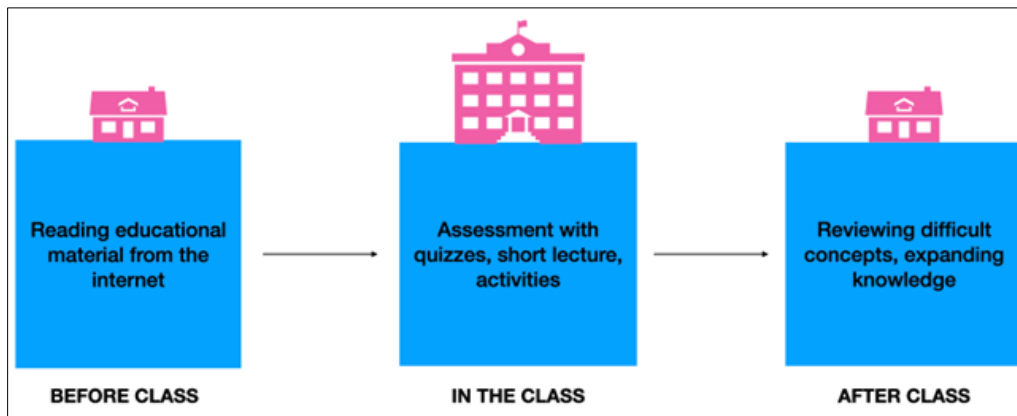 Reading educational
material from the
internet
Assessment with
quizzes, short lecture,
activities
Reviewing difficult
concepts, expanding
knowledge
BEFORE CLASS
IN THE CLASS
AFTER CLASS